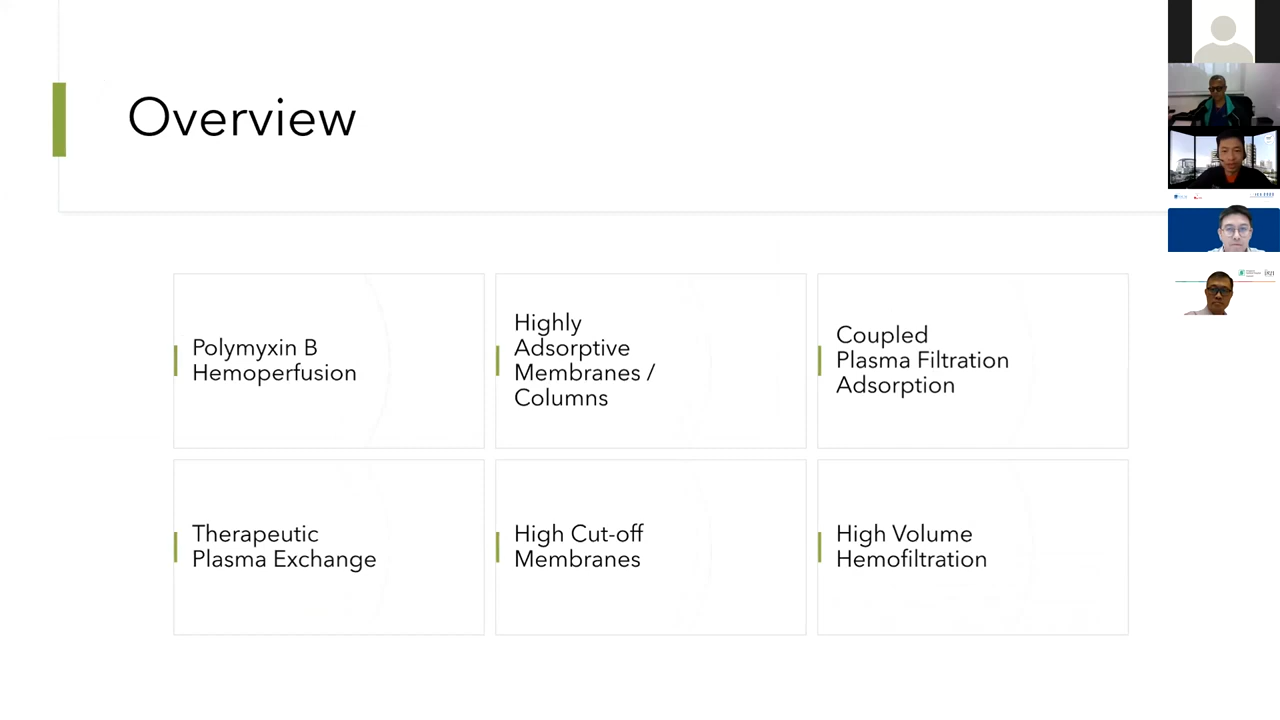 Overview
Polymyxin B
Hemoperfusion
Highly
Adsorptive
Membranes /
Columns
Coupled
Plasma Filtration
Adsorption
Therapeutic
Plasma Exchange
High Cut-off
Membranes
High Volume
Hemofiltration